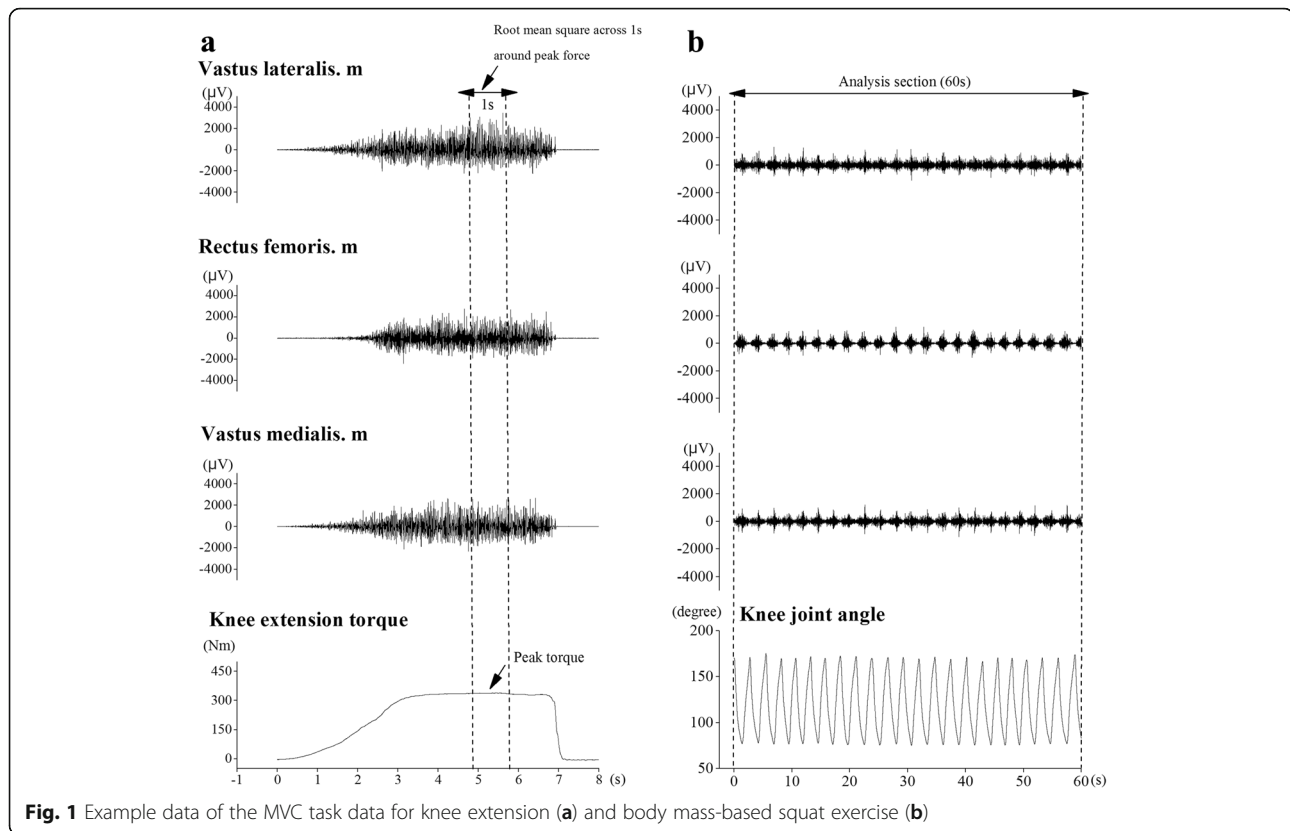 a
Root mean square across 1s
around peak force
Vastus lateralis. m
(μV)
1s
4000
2000
0
-2000
-4000
Rectus femoris. m
(μV)
4000
2000
0
-2000
-4000
Vastus medialis. m
(μV)
4000
2000
0
-2000
-4000
Knee extension torque
(Nm)
Peak torque
450
300
150
0
-1 0 1 2 3 4 5 6 7 8 (s)
b
Analysis section (60s)
(μV)
4000
2000
0
-2000
-4000
(μV)
4000
2000
0
-2000
-4000
(μV)
4000
2000
0
-2000
-4000
(degree) Knee joint angle
200
150
100
50
0 10 20 30 40 50 60 (s)
Fig. 1 Example data of the MVC task data for knee extension (a) and body mass-based squat exercise (b)